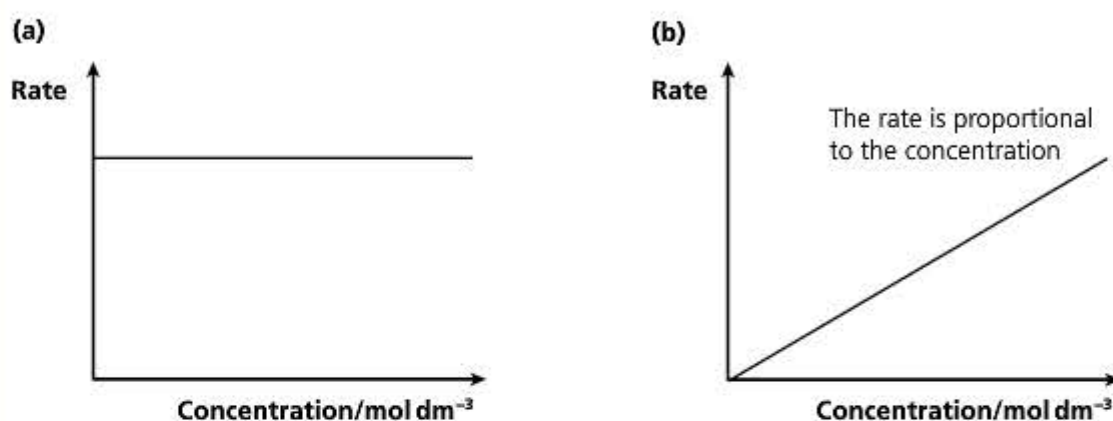 (a)
Rate
Concentration/mol dm⁻³
(b)
Rate
The rate is proportional
to the concentration
Concentration/mol dm⁻³